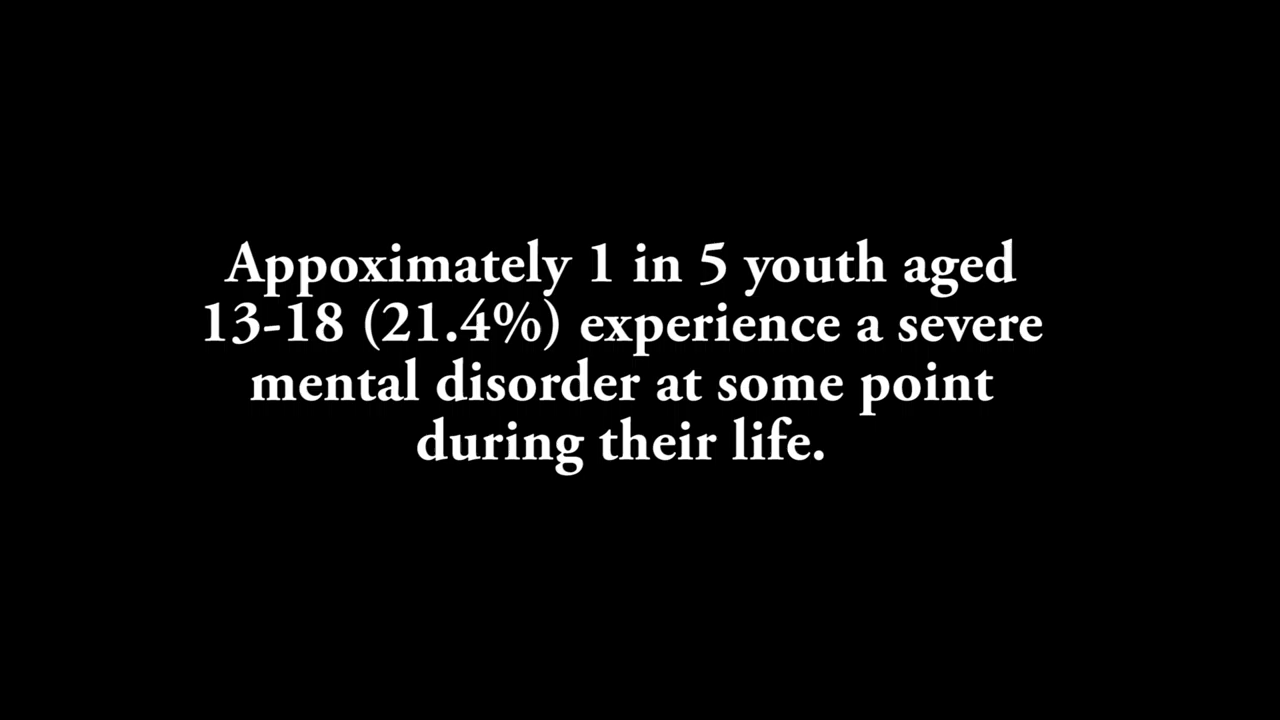 Appoximately 1 in 5 youth aged
13-18 (21.4%) experience a severe
mental disorder at some point
during their life.